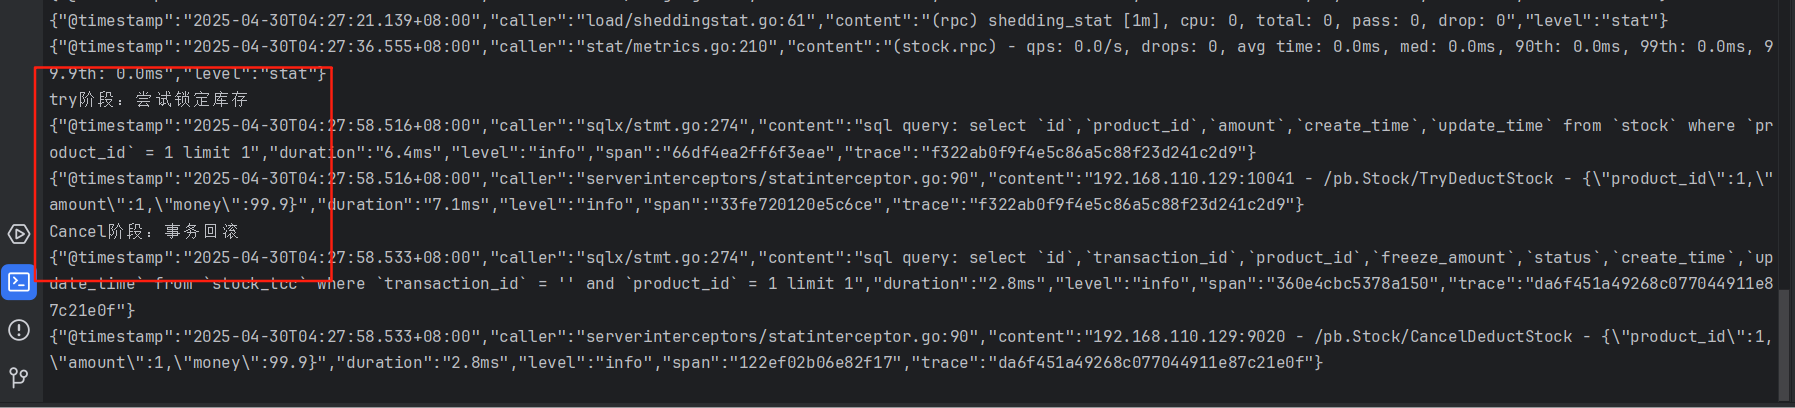 {"@timestamp":"2025-04-30T04:27:21.139+08:00","caller":"load/sheddingstat.go:61","content":"(rpc) shedding_stat [1m], cpu: 0, total: 0, pass: 0, drop: 0","level":"stat"}
{"@timestamp":"2025-04-30T04:27:36.555+08:00","caller":"stat/metrics.go:210","content":"(stock.rpc) - qps: 0.0/s, drops: 0, avg time: 0.0ms, med: 0.0ms, 90th: 0.0ms, 99th: 0.0ms, 9
9.9th: 0.0ms","level":"stat"}
try阶段：尝试锁定库存
{"@timestamp":"2025-04-30T04:27:58.516+08:00","caller":"sqlx/stmt.go:274","content":"sql query: select `id`,`product_id`,`amount`,`create_time`,`update_time` from `stock` where `pr
oduct_id` = 1 limit 1","duration":"6.4ms","level":"info","span":"66df4ea2ff6f3eae","trace":"f322ab0f9f4e5c86a5c88f23d241c2d9"}
{"@timestamp":"2025-04-30T04:27:58.516+08:00","caller":"serverinterceptors/statinterceptor.go:90","content":"192.168.110.129:10041 - /pb.Stock/TryDeductStock - {\"product_id\":1,\"
amount\":1,\"money\":99.9}","duration":"7.1ms","level":"info","span":"33fe720120e5c6ce","trace":"f322ab0f9f4e5c86a5c88f23d241c2d9"}
Cancel阶段：事务回滚
{"@timestamp":"2025-04-30T04:27:58.533+08:00","caller":"sqlx/stmt.go:274","content":"sql query: select `id`,`transaction_id`,`product_id`,`freeze_amount`,`status`,`create_time`,`up
date_time` from `stock_tcc` where `transaction_id` = '' and `product_id` = 1 limit 1","duration":"2.8ms","level":"info","span":"360e4cbc5378a150","trace":"da6f451a49268c077044911e8
7c21e0f"}
{"@timestamp":"2025-04-30T04:27:58.533+08:00","caller":"serverinterceptors/statinterceptor.go:90","content":"192.168.110.129:9020 - /pb.Stock/CancelDeductStock - {\"product_id\":1,
\"amount\":1,\"money\":99.9}","duration":"2.8ms","level":"info","span":"122ef02b06e82f17","trace":"da6f451a49268c077044911e87c21e0f"}